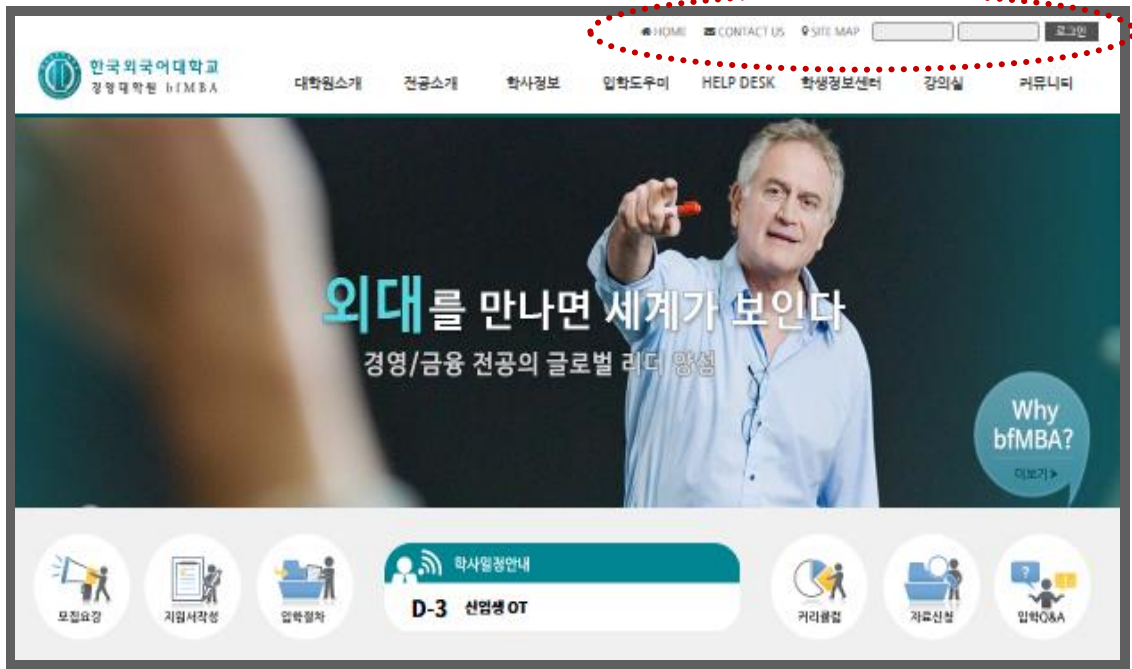 HOME CONTACT US SITE MAP 로그인
한국외국어대학교
경영대학원 bfMBA
대학원소개 전공소개 학사정보 입학도우미 HELP DESK 학생정보센터 강의실 커뮤니티
외대를 만나면 세계가 보인다
경영/금융 전공의 글로벌 리더 양성
Why
bfMBA?
더보기
학사일정안내
D-3 신입생 OT
모집요강 지원서작성 입학절차 커리큘럼 자료신청 입학Q&A